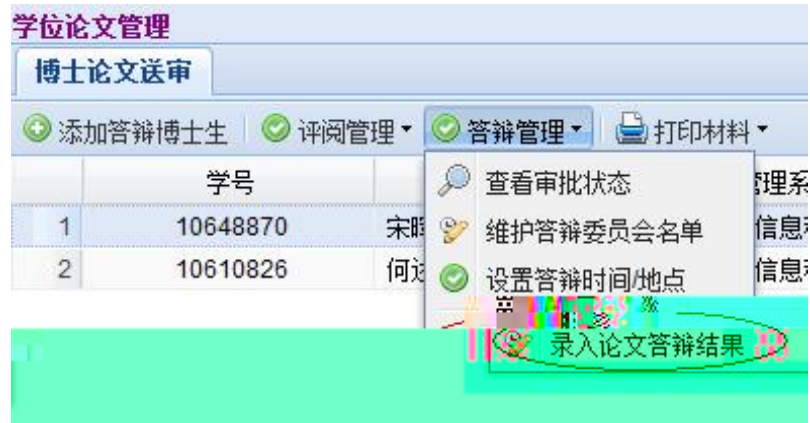 学位论文管理
博士论文送审
添加答辩博士生 评阅管理 答辩管理 打印材料
学号 管理系
查看审批状态
1 10648870 宋 信息
维护答辩委员会名单
2 10610826 何 信息
设置答辩时间/地点
录入论文答辩结果